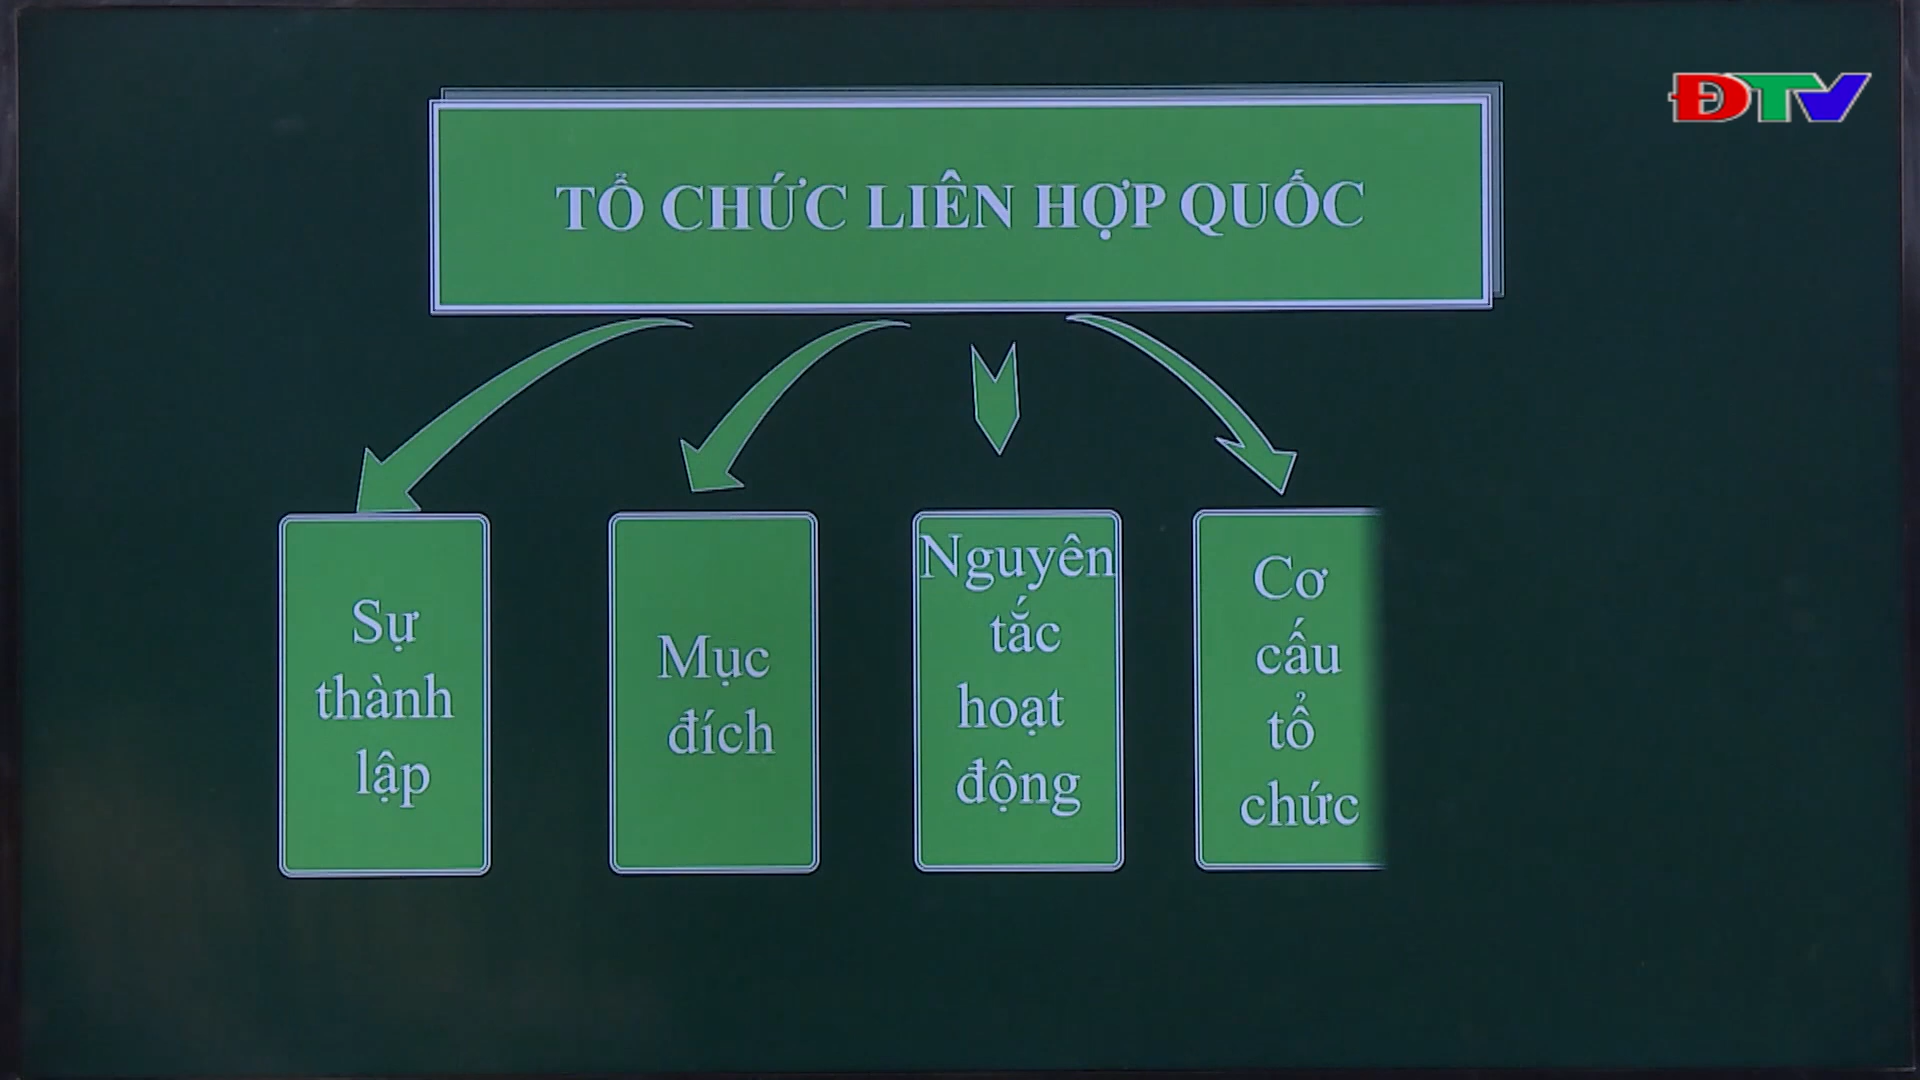 ĐTV
TỔ CHỨC LIÊN HỢP QUỐC
Sự
thành
lập
Mục
đích
Nguyên
tắc
hoạt
động
Cơ
cấu
tổ
chức